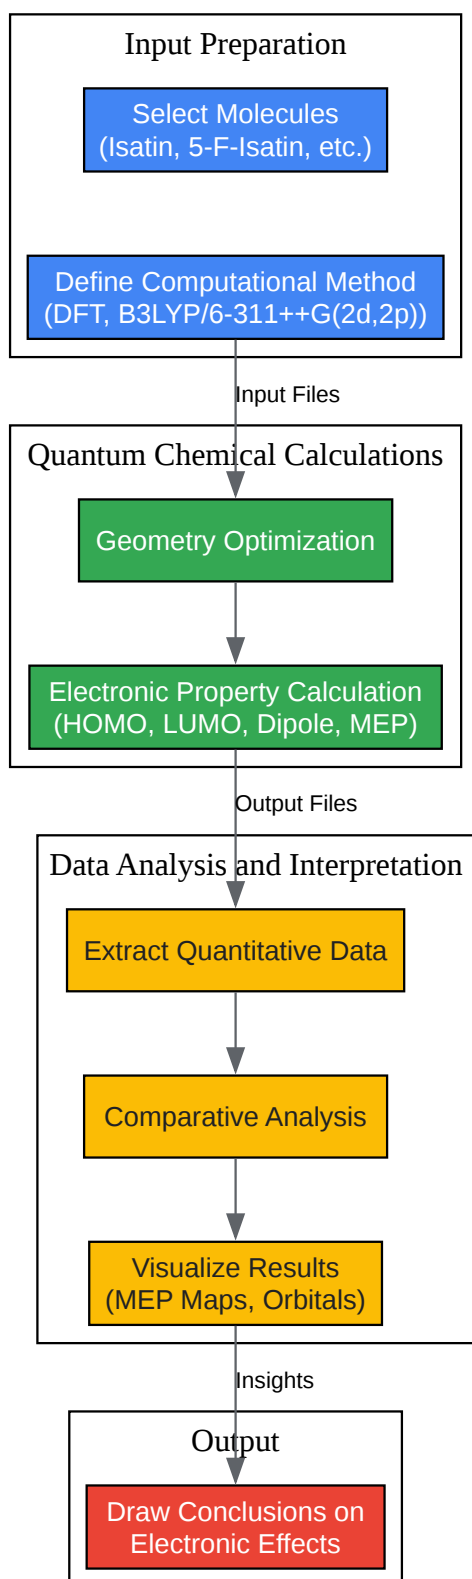 Input Preparation
Select Molecules
(Isatin, 5-F-Isatin, etc.)
Define Computational Method
(DFT, B3LYP/6-311++G(2d,2p))
Input Files
Quantum Chemical Calculations
Geometry Optimization
Electronic Property Calculation
(HOMO, LUMO, Dipole, MEP)
Output Files
Data Analysis and Interpretation
Extract Quantitative Data
Comparative Analysis
Visualize Results
(MEP Maps, Orbitals)
Insights
Output
Draw Conclusions on
Electronic Effects